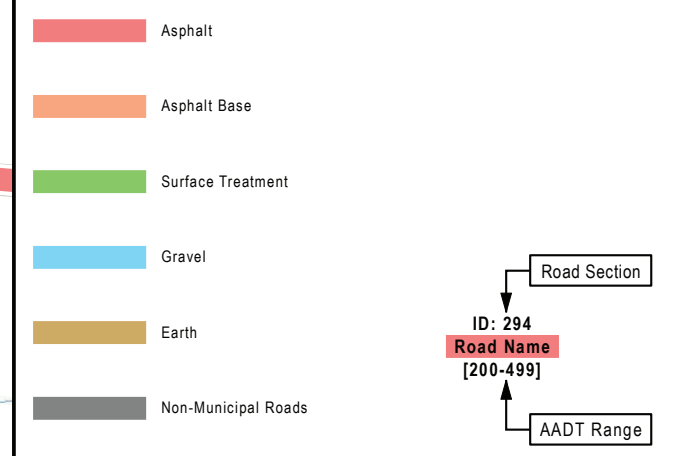 Asphalt
Asphalt Base
Surface Treatment
Gravel
Earth
Non-Municipal Roads
Road Section
ID: 294
Road Name
[200-499]
AADT Range